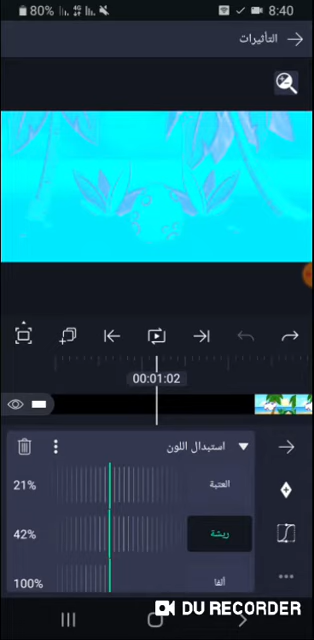 80% 8:40
التأثيرات
00:01:02
استبدال اللون
21% العتبة
42% ريشة
100% ألفا
DU RECORDER